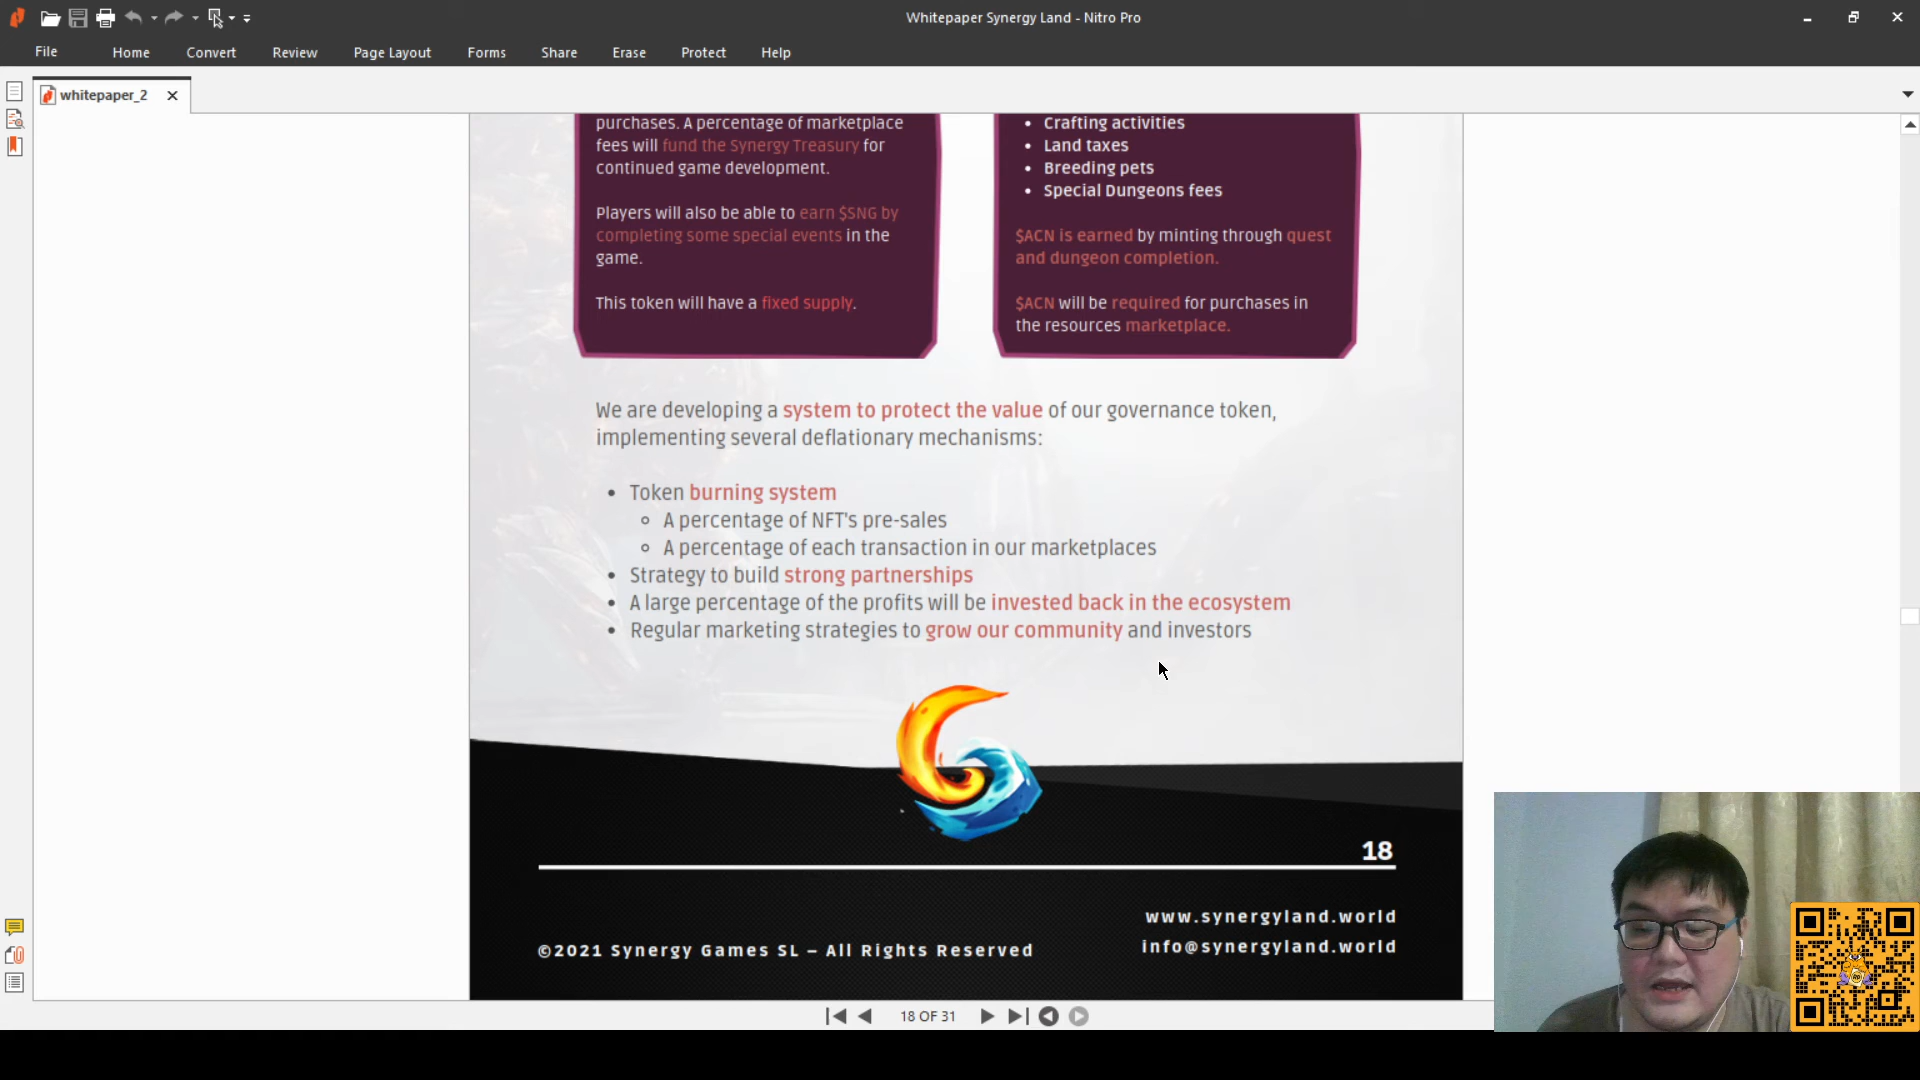 Whitepaper Synergy Land - Nitro Pro
File Home Convert Review Page Layout Forms Share Erase Protect Help
whitepaper_2
purchases. A percentage of marketplace
fees will fund the Synergy Treasury for
continued game development.
Players will also be able to earn $SNG by
completing some special events in the
game.
This token will have a fixed supply.
• Crafting activities
• Land taxes
• Breeding pets
• Special Dungeons fees
$ACN is earned by minting through quest
and dungeon completion.
$ACN will be required for purchases in
the resources marketplace.
We are developing a system to protect the value of our governance token,
implementing several deflationary mechanisms:
• Token burning system
◦ A percentage of NFT's pre-sales
◦ A percentage of each transaction in our marketplaces
• Strategy to build strong partnerships
• A large percentage of the profits will be invested back in the ecosystem
• Regular marketing strategies to grow our community and investors
18
www.synergyland.world
©2021 Synergy Games SL – All Rights Reserved
info@synergyland.world
18 OF 31